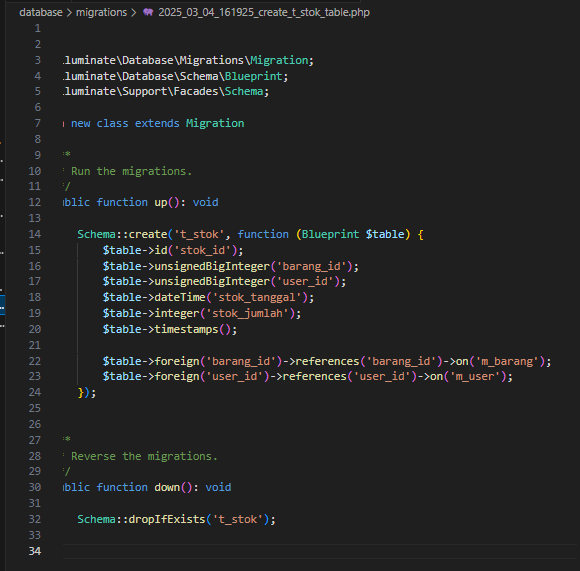 database > migrations > 2025_03_04_161925_create_t_stok_table.php
1
2
3 lluminate\Database\Migrations\Migration;
4 lluminate\Database\Schema\Blueprint;
5 lluminate\Support\Facades\Schema;
6
7 new class extends Migration
8
9 *
10 Run the migrations.
11 */
12 ublic function up(): void
13
14 Schema::create('t_stok', function (Blueprint $table) {
15 $table->id('stok_id');
16 $table->unsignedBigInteger('barang_id');
17 $table->unsignedBigInteger('user_id');
18 $table->dateTime('stok_tanggal');
19 $table->integer('stok_jumlah');
20 $table->timestamps();
21
22 $table->foreign('barang_id')->references('barang_id')->on('m_barang');
23 $table->foreign('user_id')->references('user_id')->on('m_user');
24 });
25
26
27 *
28 Reverse the migrations.
29 */
30 ublic function down(): void
31
32 Schema::dropIfExists('t_stok');
33
34